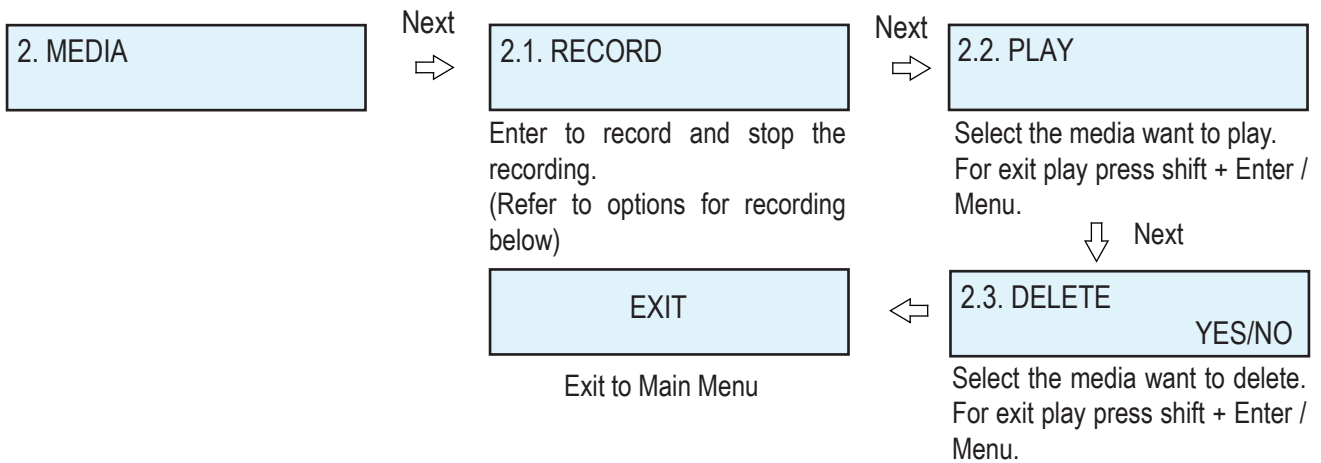 2. MEDIA
Next
2.1. RECORD
Enter to record and stop the
recording.
(Refer to options for recording
below)
Next
2.2. PLAY
Select the media want to play.
For exit play press shift + Enter /
Menu.
Next
2.3. DELETE
YES/NO
Select the media want to delete.
For exit play press shift + Enter /
Menu.
EXIT
Exit to Main Menu